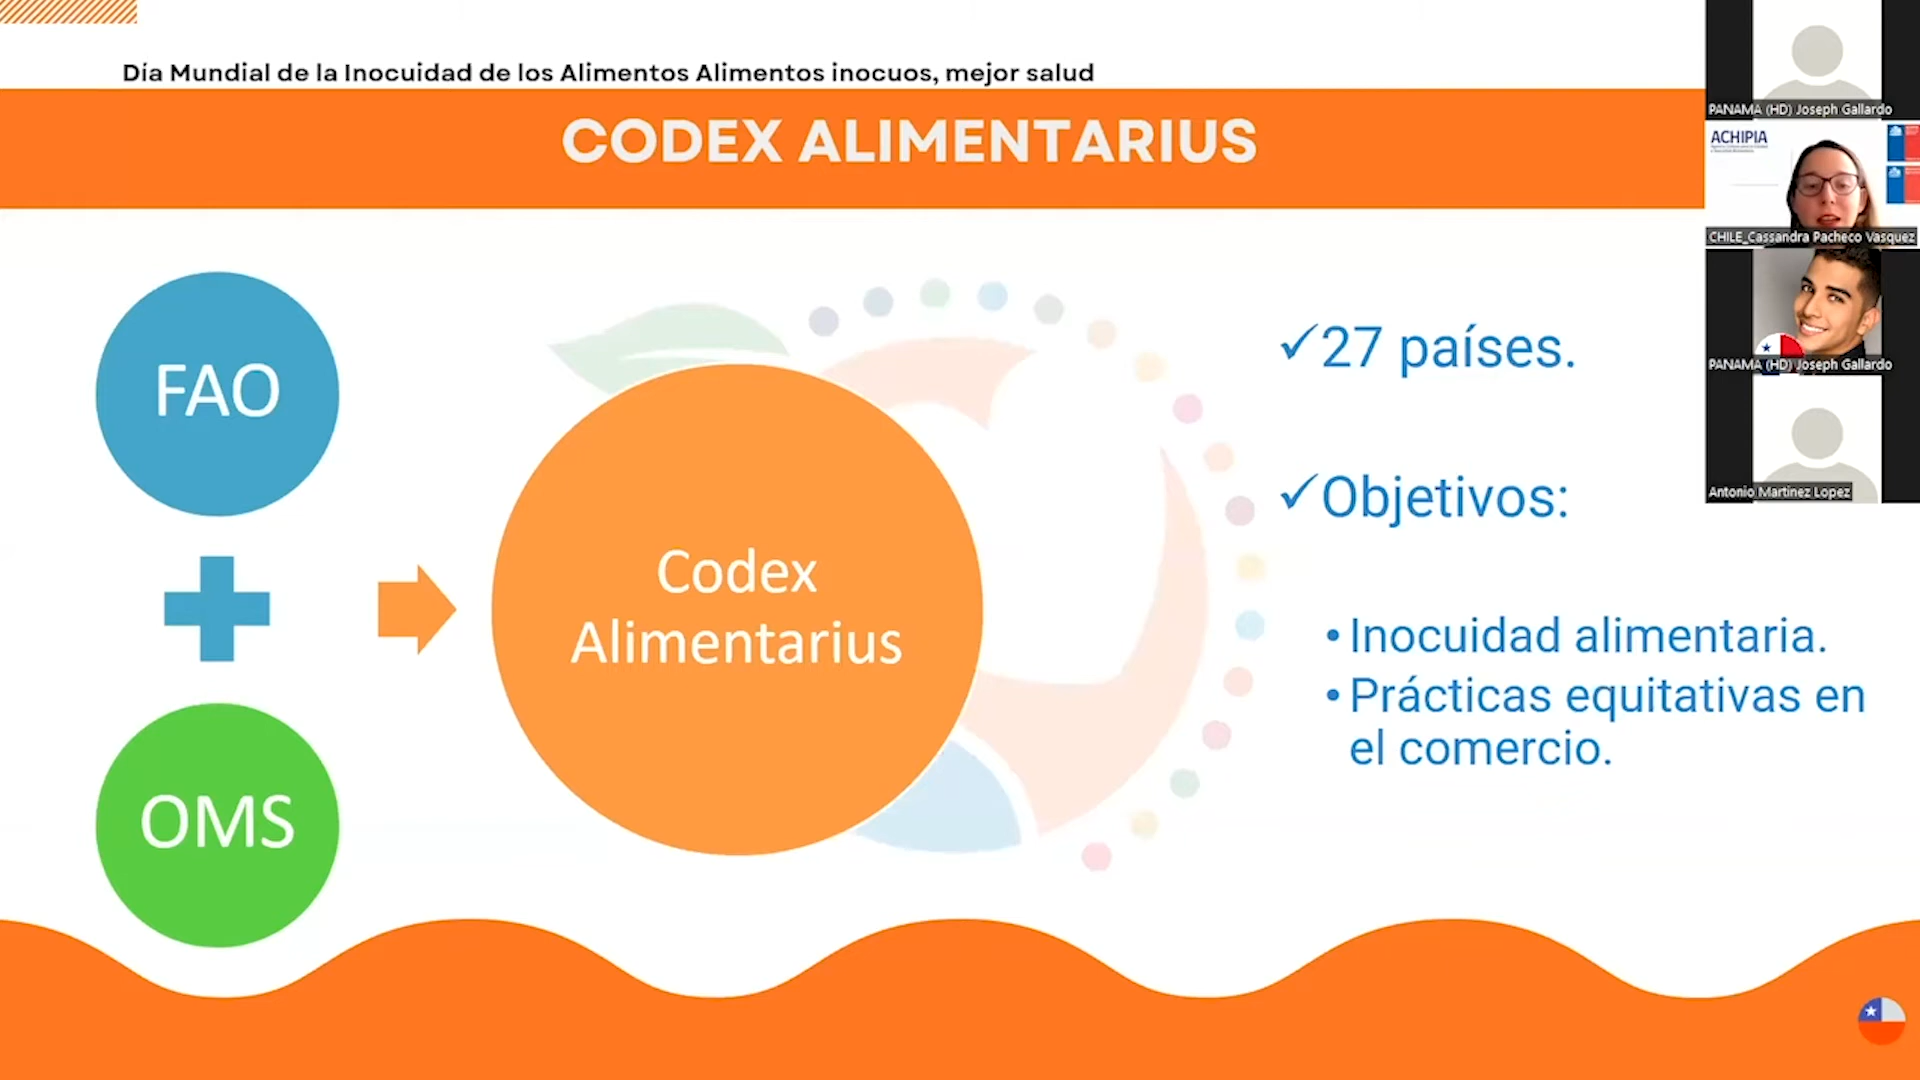 Día Mundial de la Inocuidad de los Alimentos Alimentos inocuos, mejor salud
CODEX ALIMENTARIUS
FAO
OMS
Codex
Alimentarius
✓27 países.
✓Objetivos:
• Inocuidad alimentaria.
• Prácticas equitativas en
el comercio.
PANAMA (HD) Joseph Gallardo
ACHIPIA
CHILE_Cassandra Pacheco Vasquez
PANAMA (HD) Joseph Gallardo
Antonio Martinez Lopez